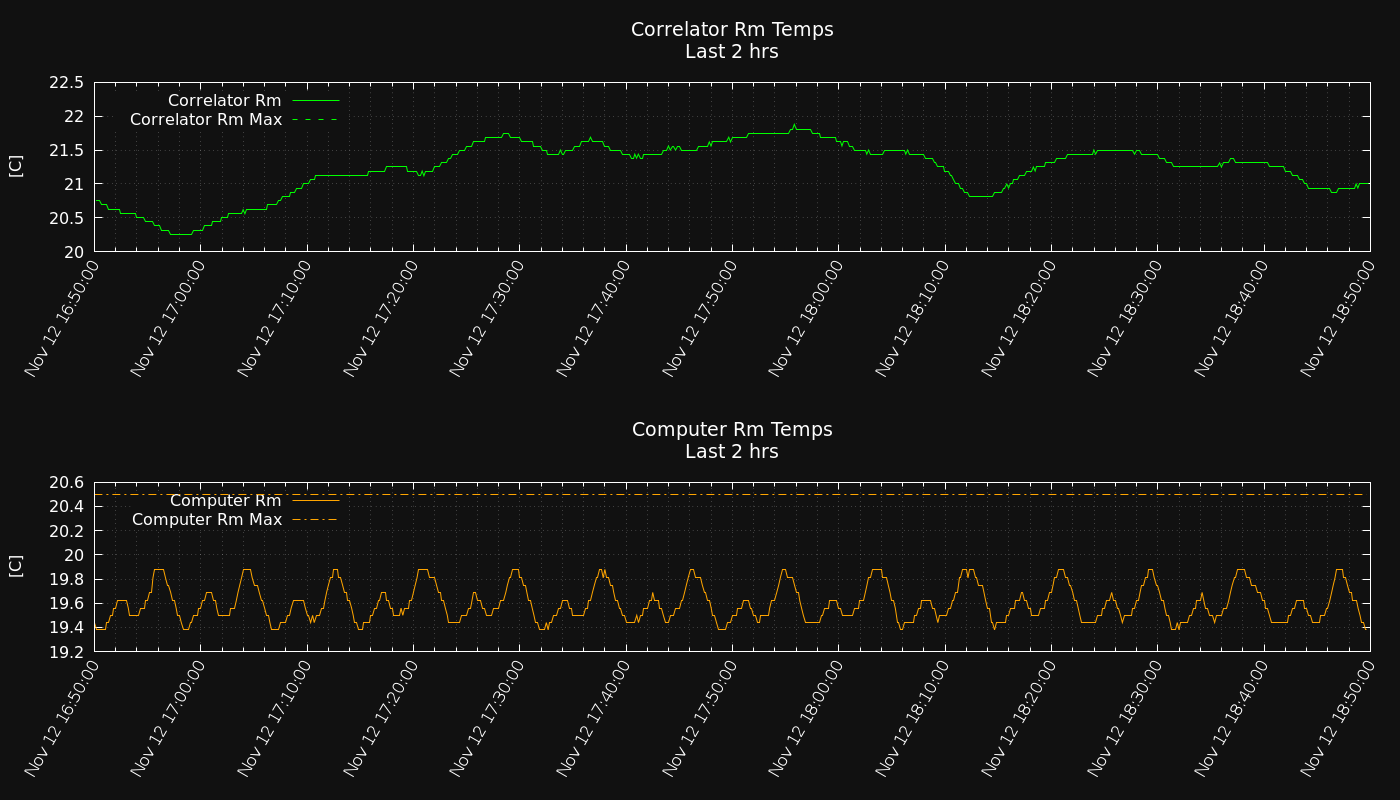 Correlator Rm Temps
Last 2 hrs
[C]
22.5
22
21.5
21
20.5
20
Correlator Rm
Correlator Rm Max
Nov 12 16:50:00
Nov 12 17:00:00
Nov 12 17:10:00
Nov 12 17:20:00
Nov 12 17:30:00
Nov 12 17:40:00
Nov 12 17:50:00
Nov 12 18:00:00
Nov 12 18:10:00
Nov 12 18:20:00
Nov 12 18:30:00
Nov 12 18:40:00
Nov 12 18:50:00
Computer Rm Temps
Last 2 hrs
[C]
20.6
20.4
20.2
20
19.8
19.6
19.4
19.2
Computer Rm
Computer Rm Max
Nov 12 16:50:00
Nov 12 17:00:00
Nov 12 17:10:00
Nov 12 17:20:00
Nov 12 17:30:00
Nov 12 17:40:00
Nov 12 17:50:00
Nov 12 18:00:00
Nov 12 18:10:00
Nov 12 18:20:00
Nov 12 18:30:00
Nov 12 18:40:00
Nov 12 18:50:00